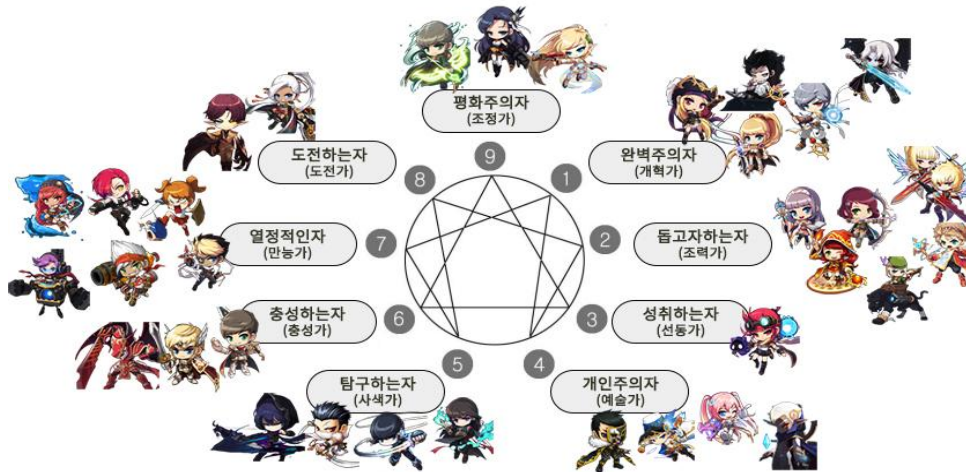 평화주의자
(조정가)
9
완벽주의자
(개혁가)
1
돕고자하는자
(조력가)
2
성취하는자
(선동가)
3
개인주의자
(예술가)
4
탐구하는자
(사색가)
5
충성하는자
(충성가)
6
열정적인자
(만능가)
7
도전하는자
(도전가)
8